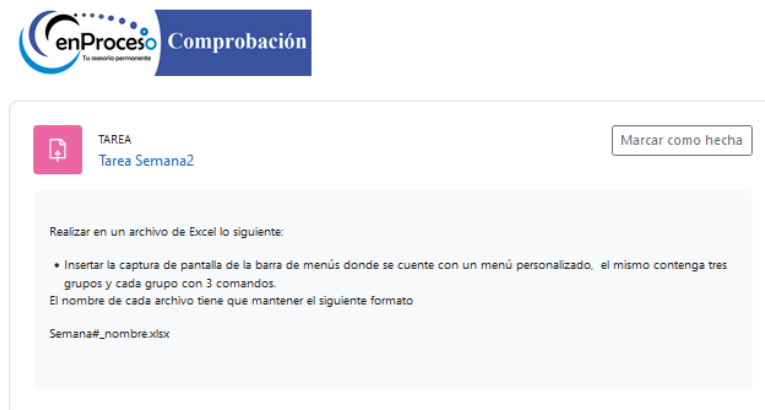 enProceso
Tu asesoría permanente
Comprobación
TAREA
Tarea Semana2
Marcar como hecha
Realizar en un archivo de Excel lo siguiente:
• Insertar la captura de pantalla de la barra de menús donde se cuente con un menú personalizado, el mismo contenga tres
grupos y cada grupo con 3 comandos.
El nombre de cada archivo tiene que mantener el siguiente formato
Semana#_nombre.xlsx